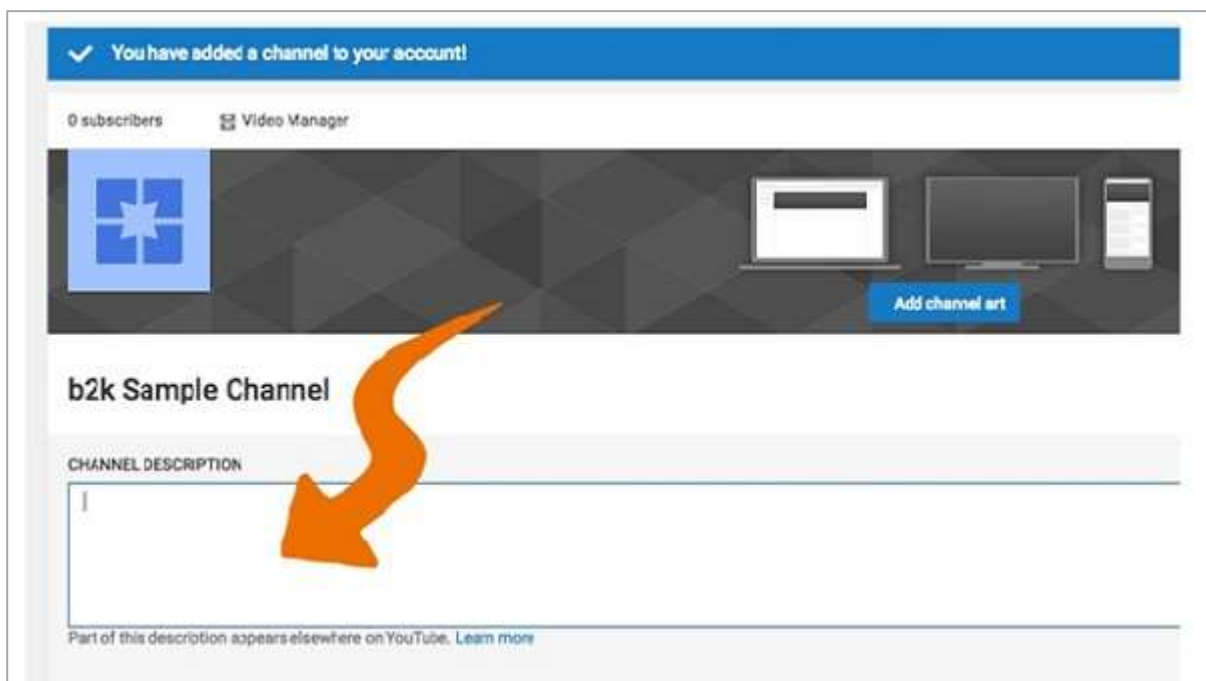 You have added a channel to your account!
0 subscribers Video Manager
Add channel art
b2k Sample Channel
CHANNEL DESCRIPTION
Part of this description appears elsewhere on YouTube. Learn more